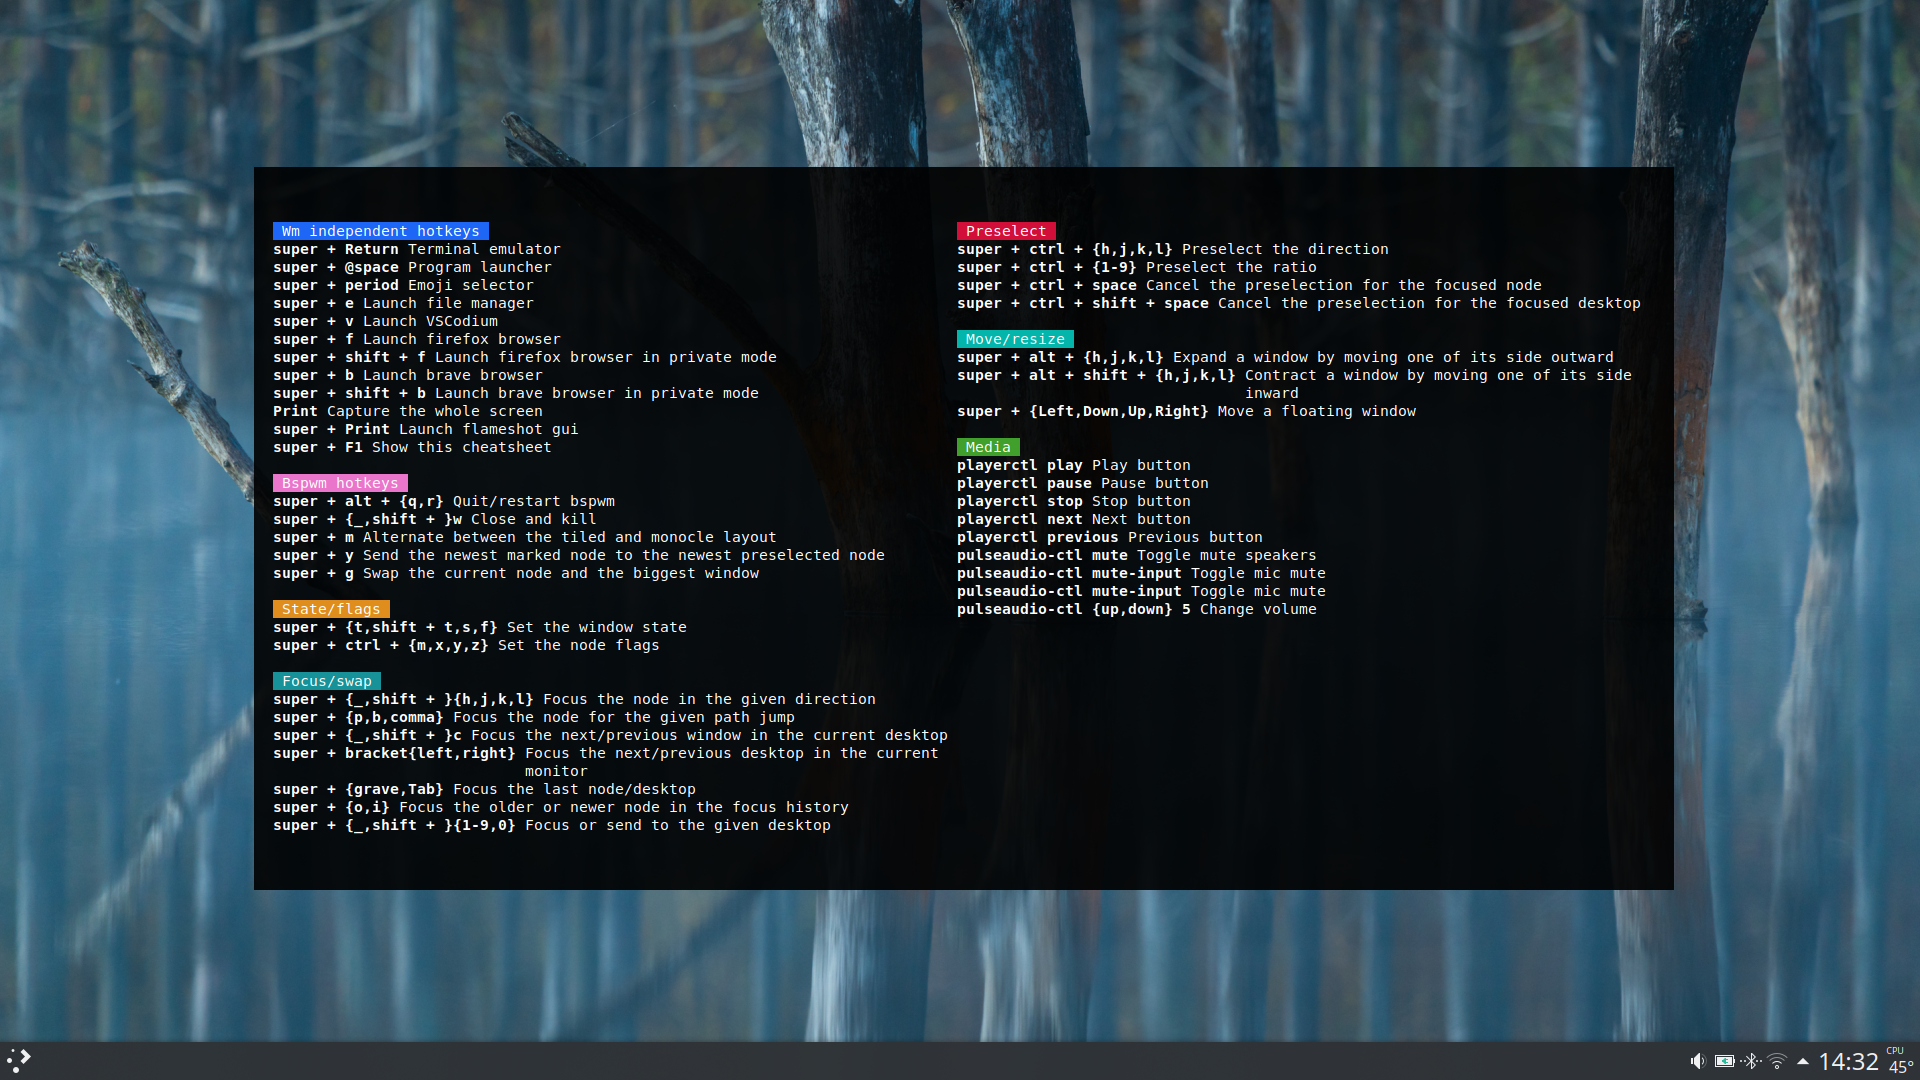 Wm independent hotkeys
super + Return Terminal emulator
super + @space Program launcher
super + period Emoji selector
super + e Launch file manager
super + v Launch VSCodium
super + f Launch firefox browser
super + shift + f Launch firefox browser in private mode
super + b Launch brave browser
super + shift + b Launch brave browser in private mode
Print Capture the whole screen
super + Print Launch flameshot gui
super + F1 Show this cheatsheet
Bspwm hotkeys
super + alt + {q,r} Quit/restart bspwm
super + {_,shift + }w Close and kill
super + m Alternate between the tiled and monocle layout
super + y Send the newest marked node to the newest preselected node
super + g Swap the current node and the biggest window
State/flags
super + {t,shift + t,s,f} Set the window state
super + ctrl + {m,x,y,z} Set the node flags
Focus/swap
super + {_,shift + }{h,j,k,l} Focus the node in the given direction
super + {p,b,comma} Focus the node for the given path jump
super + {_,shift + }c Focus the next/previous window in the current desktop
super + bracket{left,right} Focus the next/previous desktop in the current
monitor
super + {grave,Tab} Focus the last node/desktop
super + {o,i} Focus the older or newer node in the focus history
super + {_,shift + }{1-9,0} Focus or send to the given desktop
Preselect
super + ctrl + {h,j,k,l} Preselect the direction
super + ctrl + {1-9} Preselect the ratio
super + ctrl + space Cancel the preselection for the focused node
super + ctrl + shift + space Cancel the preselection for the focused desktop
Move/resize
super + alt + {h,j,k,l} Expand a window by moving one of its side outward
super + alt + shift + {h,j,k,l} Contract a window by moving one of its side
inward
super + {Left,Down,Up,Right} Move a floating window
Media
playerctl play Play button
playerctl pause Pause button
playerctl stop Stop button
playerctl next Next button
playerctl previous Previous button
pulseaudio-ctl mute Toggle mute speakers
pulseaudio-ctl mute-input Toggle mic mute
pulseaudio-ctl mute-input Toggle mic mute
pulseaudio-ctl {up,down} 5 Change volume
14:32
CPU
45°